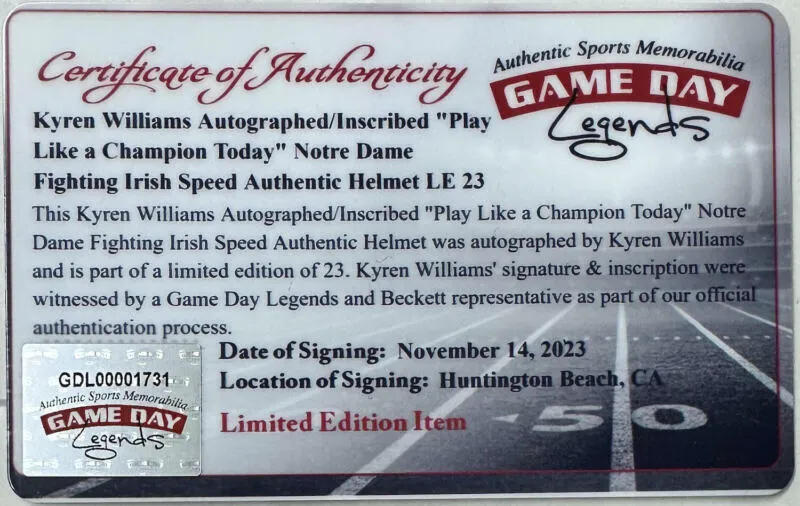 Certificate of Authenticity
Authentic Sports Memorabilia
GAME DAY
Legends
Kyren Williams Autographed/Inscribed "Play
Like a Champion Today" Notre Dame
Fighting Irish Speed Authentic Helmet LE 23
This Kyren Williams Autographed/Inscribed "Play Like a Champion Today" Notre
Dame Fighting Irish Speed Authentic Helmet was autographed by Kyren Williams
and is part of a limited edition of 23. Kyren Williams' signature & inscription were
witnessed by a Game Day Legends and Beckett representative as part of our official
authentication process.
Date of Signing: November 14, 2023
Location of Signing: Huntington Beach, CA
Limited Edition Item
GDL00001731
Authentic Sports Memorabilia
GAME DAY
Legends
50